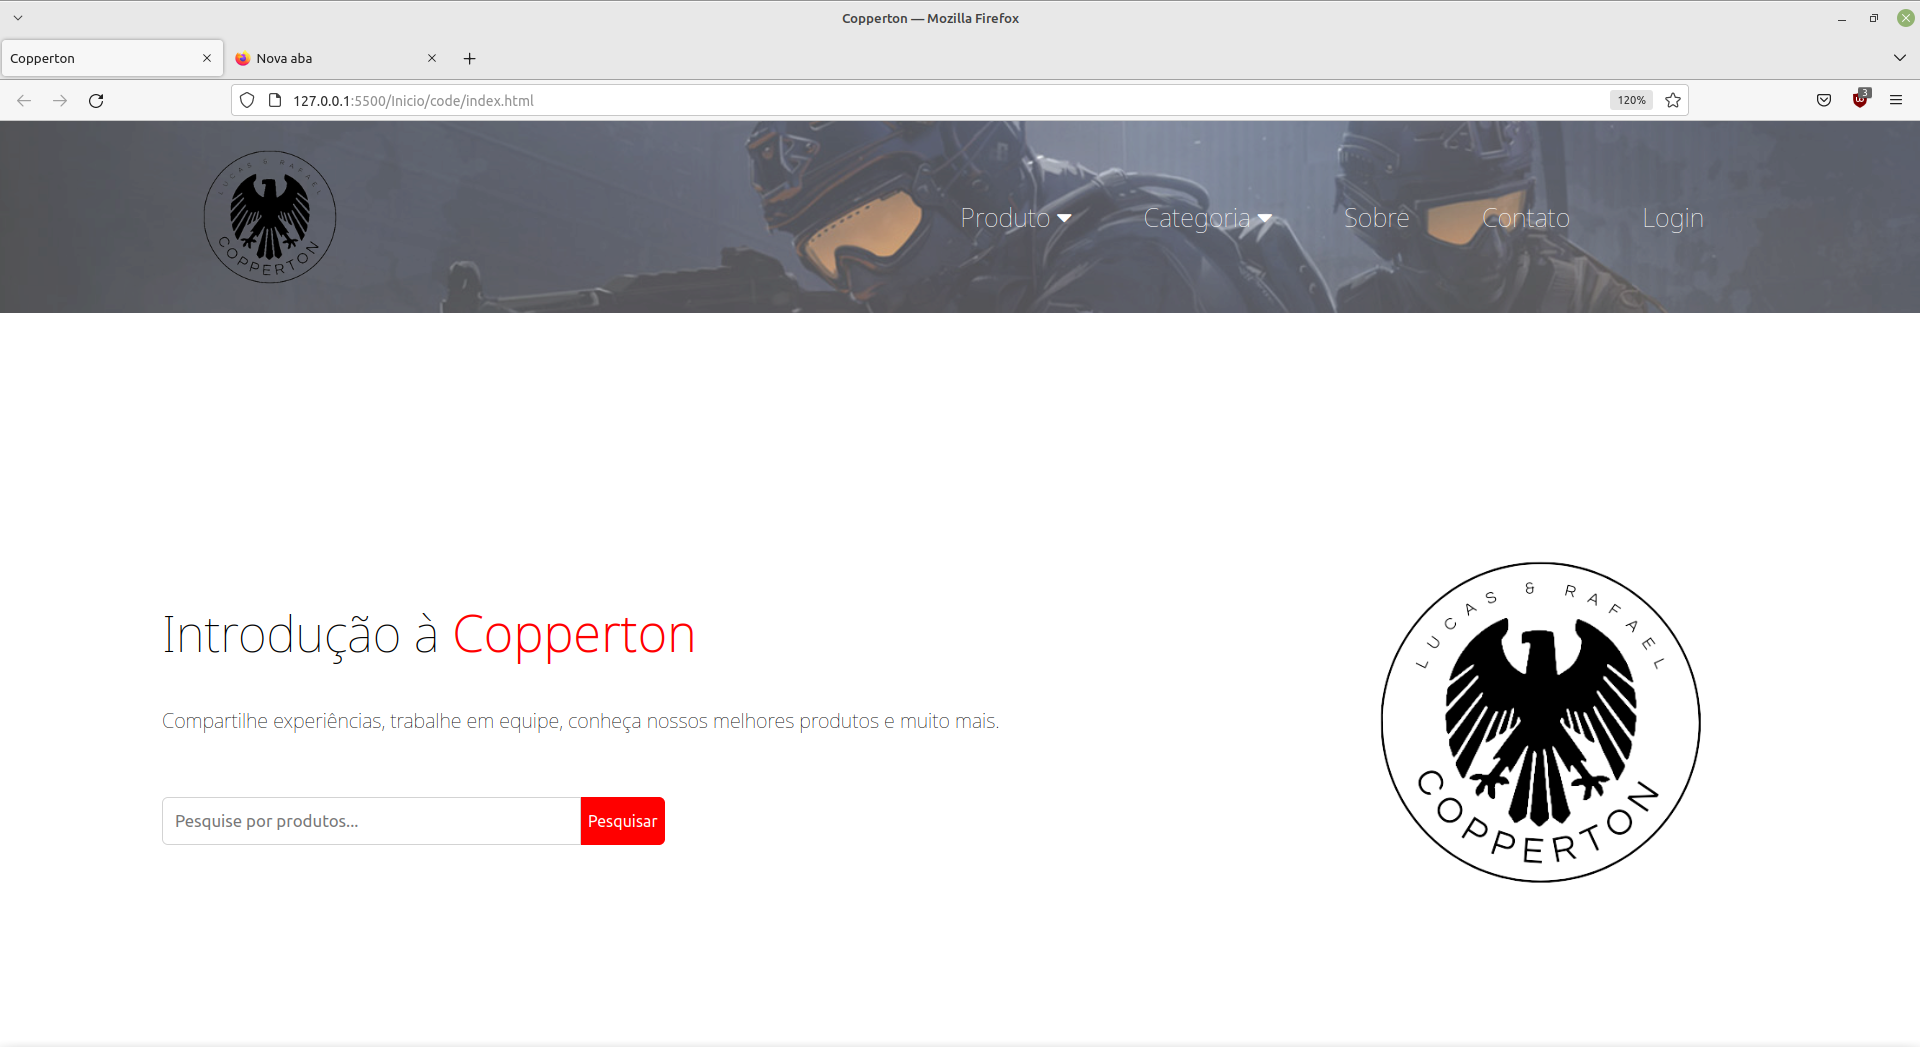 Copperton — Mozilla Firefox
Copperton
Nova aba
127.0.0.1:5500/Inicio/code/index.html
120%
3
LUCAS & RAFAEL
COPPERTON
Produto
Categoria
Sobre
Contato
Login
Introdução à Copperton
Compartilhe experiências, trabalhe em equipe, conheça nossos melhores produtos e muito mais.
Pesquise por produtos...
Pesquisar
LUCAS & RAFAEL
COPPERTON